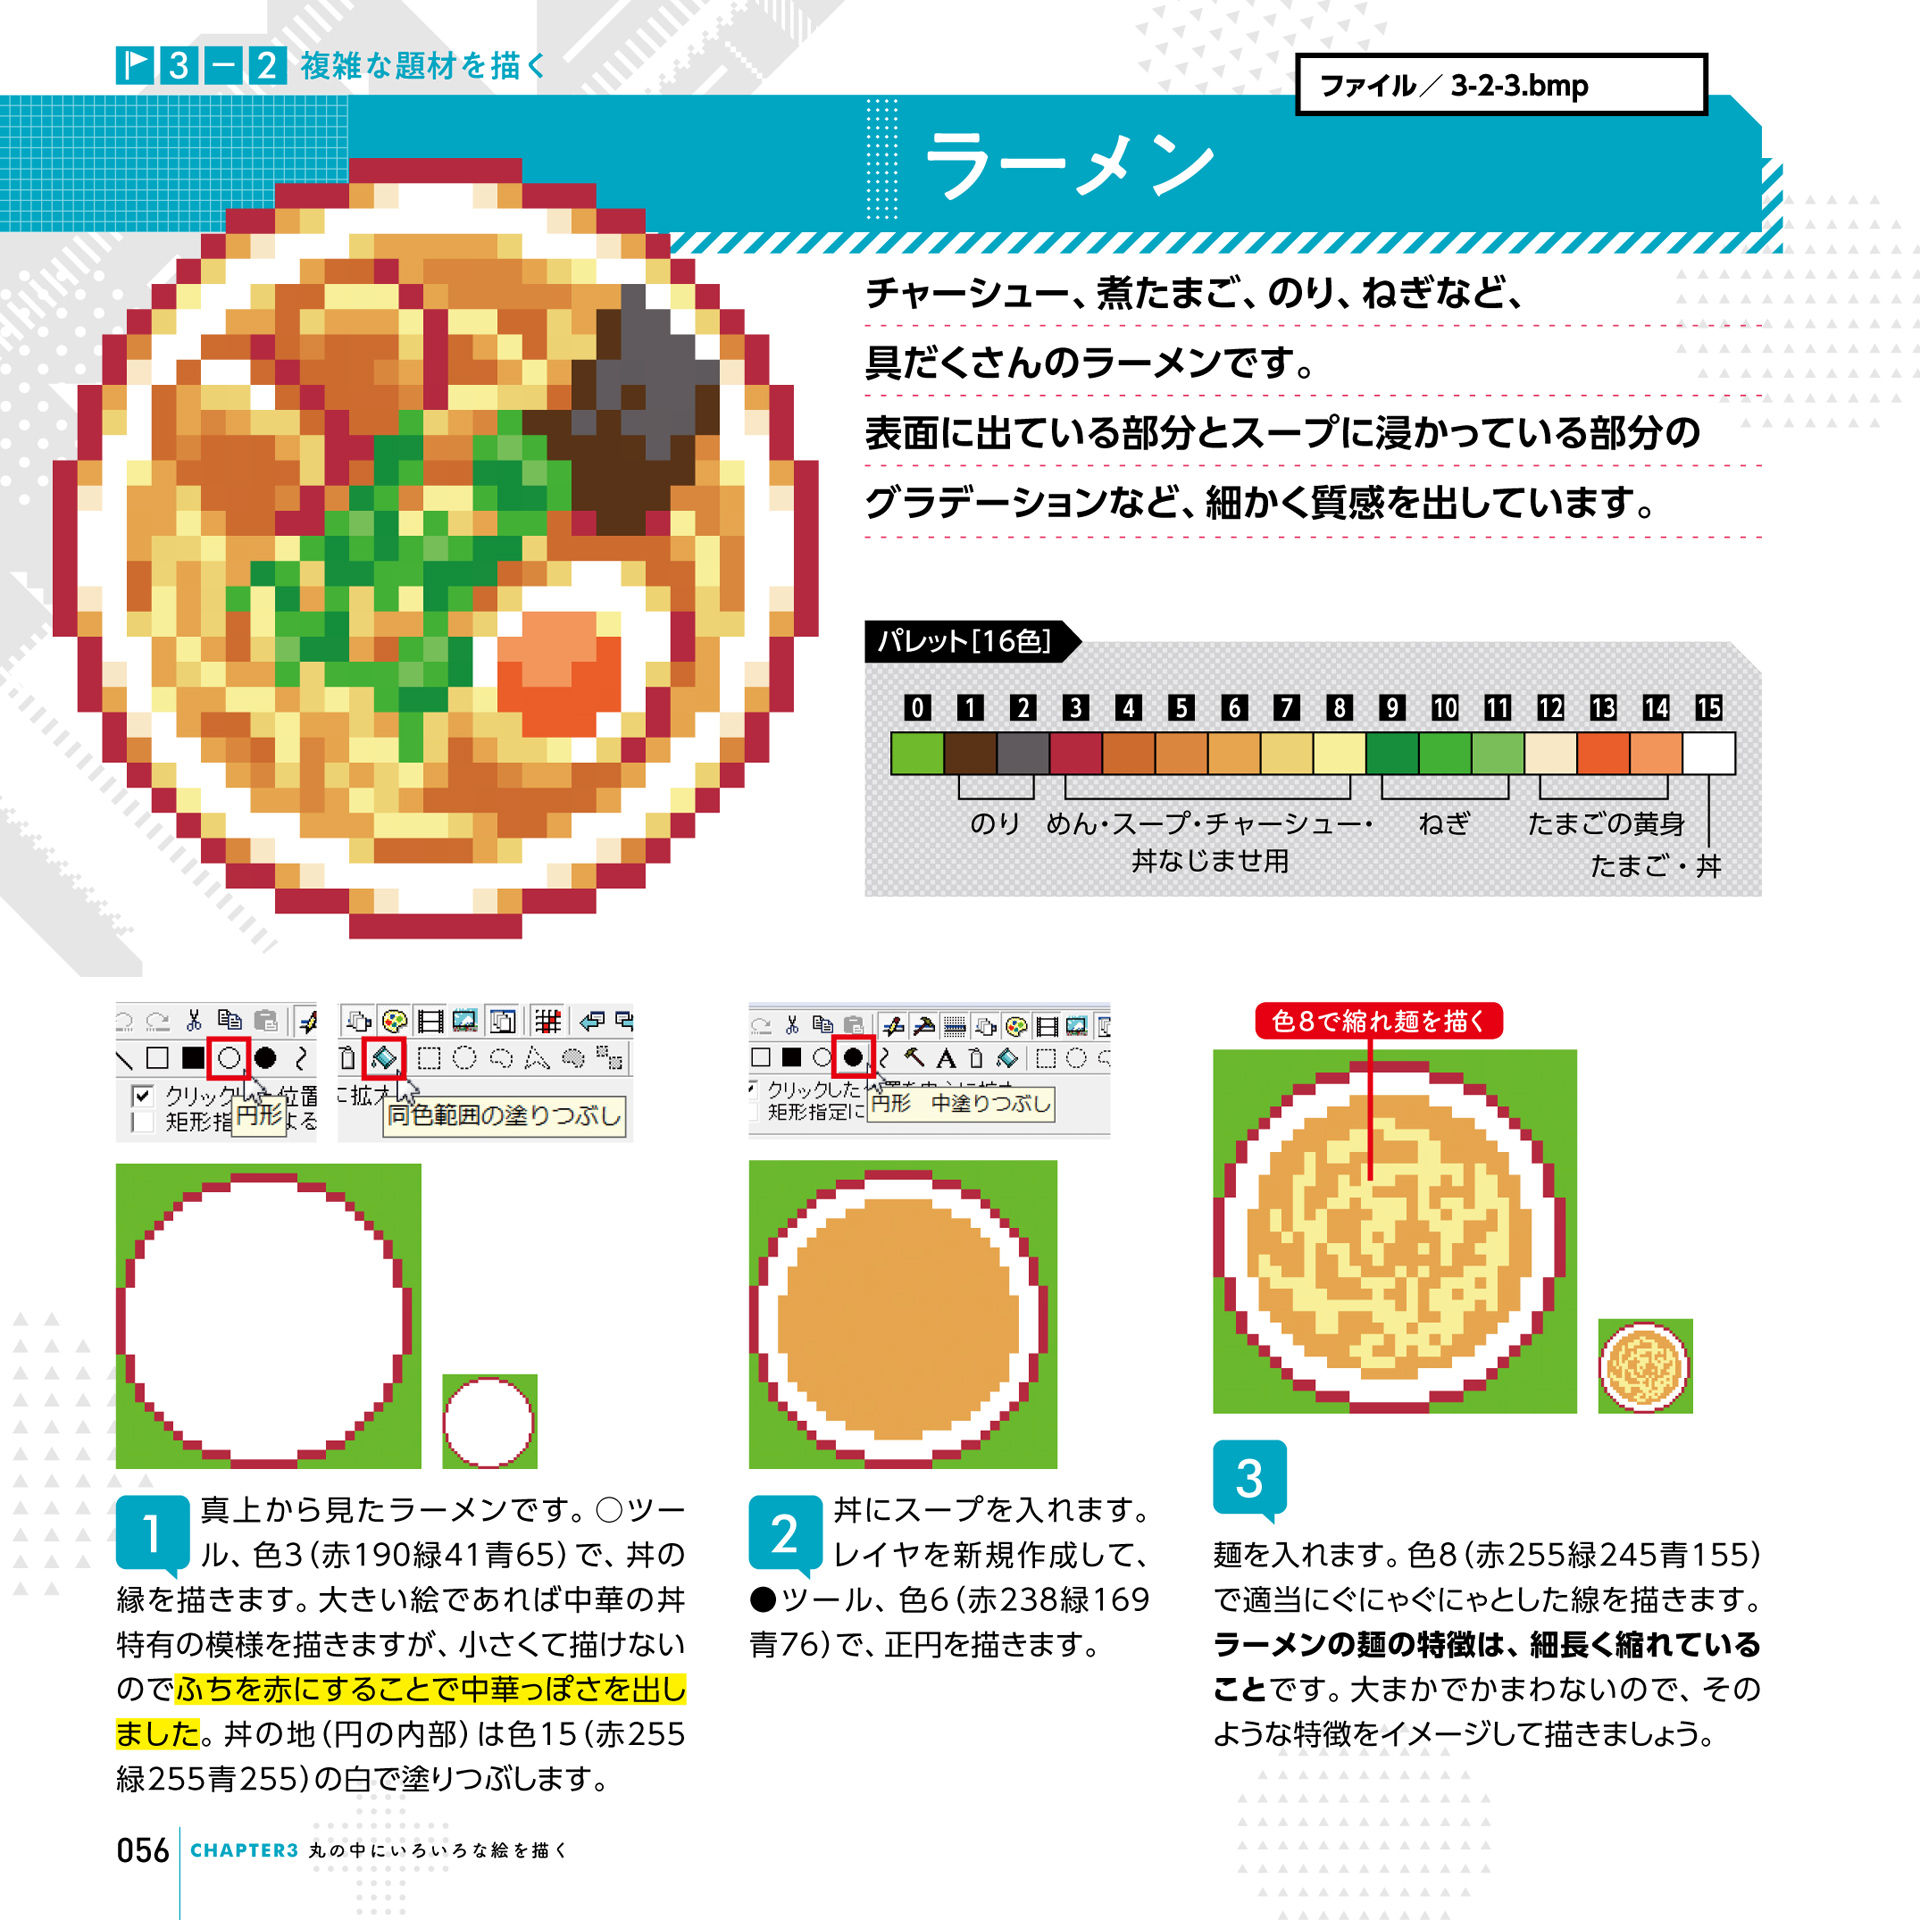 3-2 複雑な題材を描く
ファイル／3-2-3.bmp
ラーメン
チャーシュー、煮たまご、のり、ねぎなど、
具だくさんのラーメンです。
表面に出ている部分とスープに浸かっている部分の
グラデーションなど、細かく質感を出しています。
パレット[16色]
0 1 2 3 4 5 6 7 8 9 10 11 12 13 14 15
のり めん・スープ・チャーシュー・ ねぎ たまごの黄身
丼なじませ用 たまご・丼
クリックした位置
矩形指 よる
円形
に拡大
同色範囲の塗りつぶし
クリックした位置を中心に拡大
矩形指定に
円形 中塗りつぶし
色8で縮れ麺を描く
1
真上から見たラーメンです。○ツー
ル、色3（赤190緑41青65）で、丼の
縁を描きます。大きい絵であれば中華の丼
特有の模様を描きますが、小さくて描けない
のでふちを赤にすることで中華っぽさを出し
ました。丼の地（円の内部）は色15（赤255
緑255青255）の白で塗りつぶします。
2
丼にスープを入れます。
レイヤを新規作成して、
●ツール、色6（赤238緑169
青76）で、正円を描きます。
3
麺を入れます。色8（赤255緑245青155）
で適当にぐにゃぐにゃとした線を描きます。
ラーメンの麺の特徴は、細長く縮れている
ことです。大まかでかまわないので、その
ような特徴をイメージして描きましょう。
056 CHAPTER3 丸の中にいろいろな絵を描く